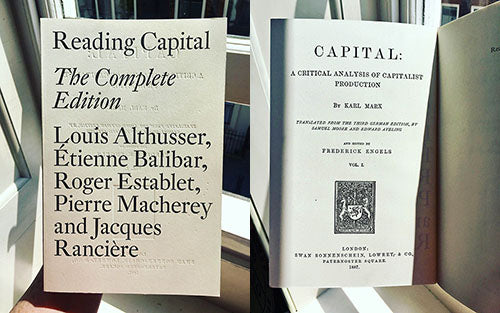 Reading Capital
The Complete
Edition
Louis Althusser,
Étienne Balibar,
Roger Establet,
Pierre Macherey
and Jacques
Rancière
CAPITAL:
A CRITICAL ANALYSIS OF CAPITALIST
PRODUCTION
BY KARL MARX
TRANSLATED FROM THE THIRD GERMAN EDITION, BY
SAMUEL MOORE AND EDWARD AVELING
AND EDITED BY
FREDERICK ENGELS
VOL. I.
LONDON:
SWAN SONNENSCHEIN, LOWREY, & CO.,
PATERNOSTER SQUARE.
1887.